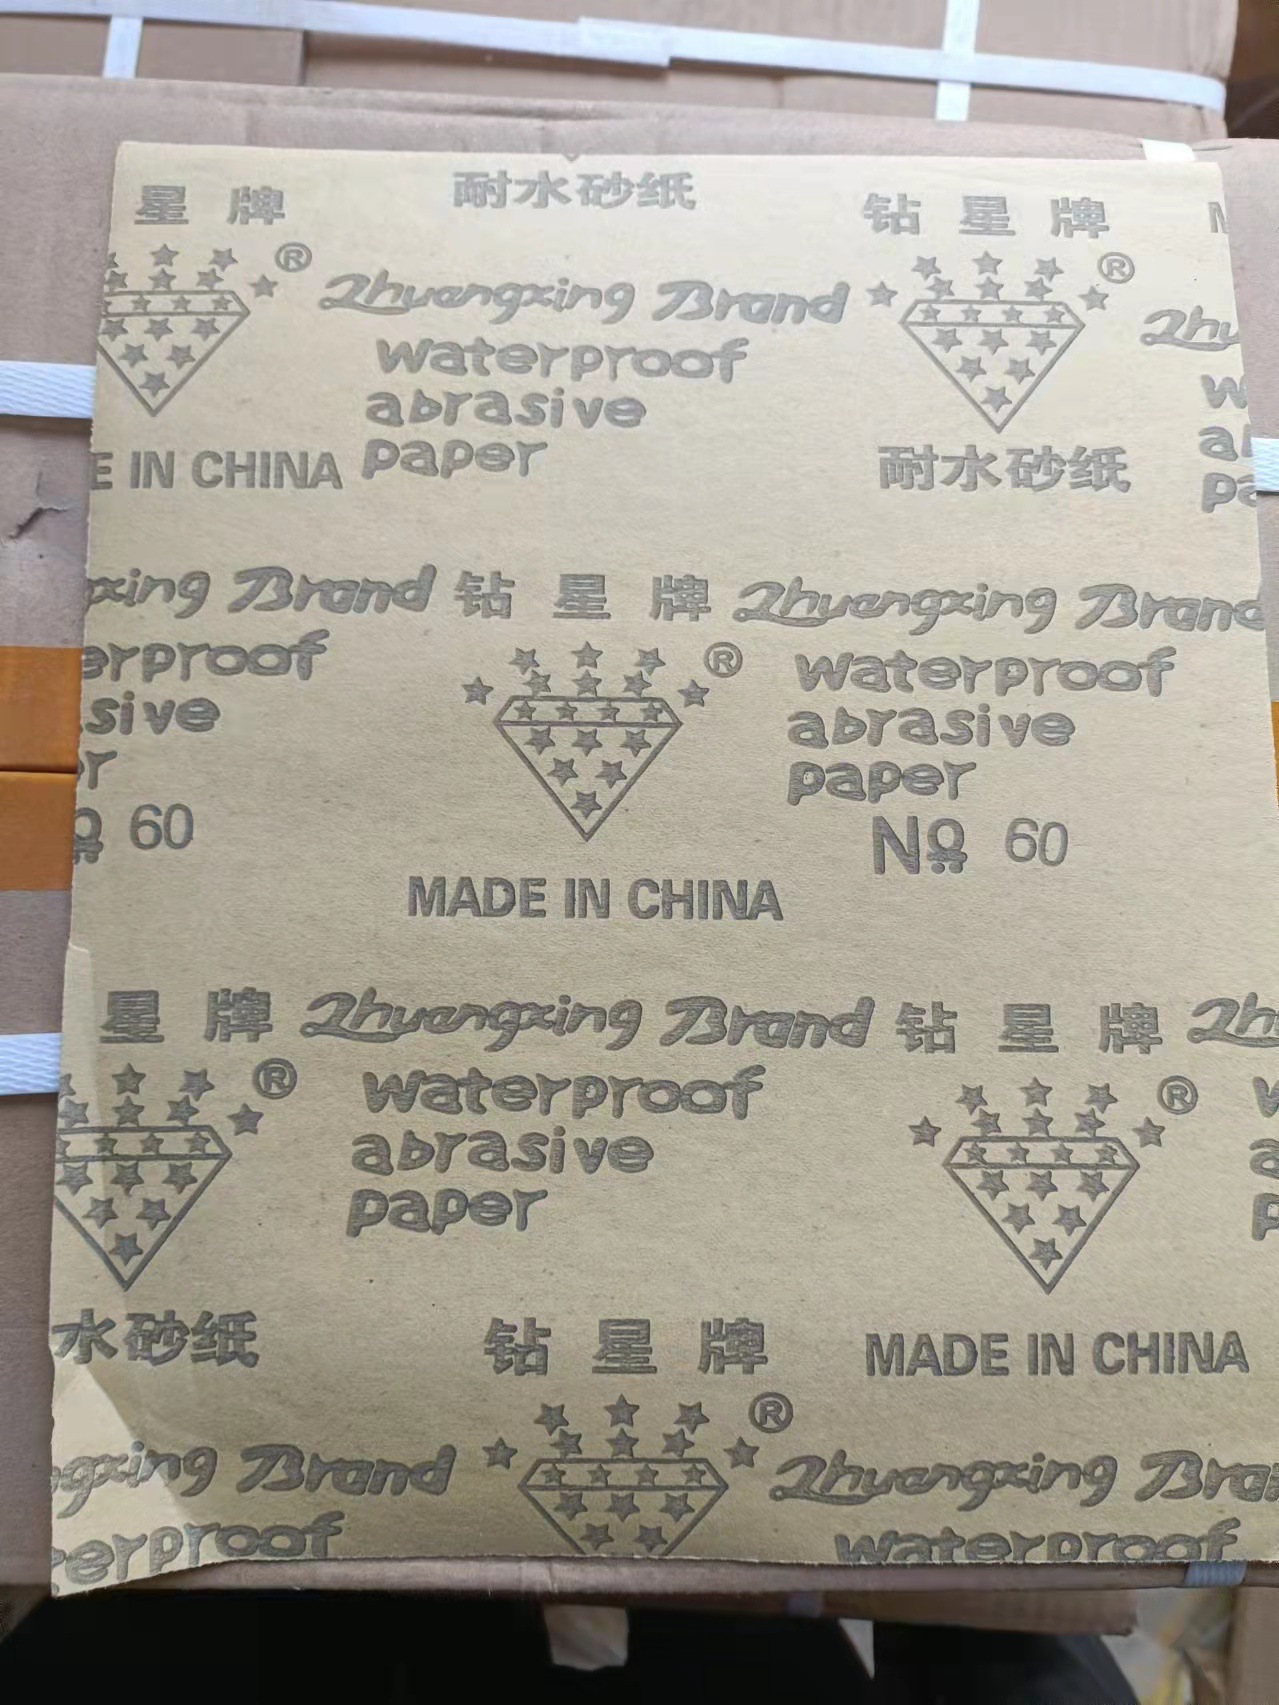 星牌
耐水砂纸
钻星牌
®
Zhuangxing Brand
®
Zhu
waterproof
abrasive
paper
E IN CHINA
耐水砂纸
xing Brand
钻星牌
Zhuangxing Brand
erproof
®
waterproof
sive
abrasive
r
paper
60
No 60
MADE IN CHINA
星牌
Zhuangxing Brand
钻星牌
Zh
®
waterproof
®
abrasive
paper
水砂纸
钻星牌
MADE IN CHINA
®
gxing Brand
Zhuangxing Bra
erproof
waterproof